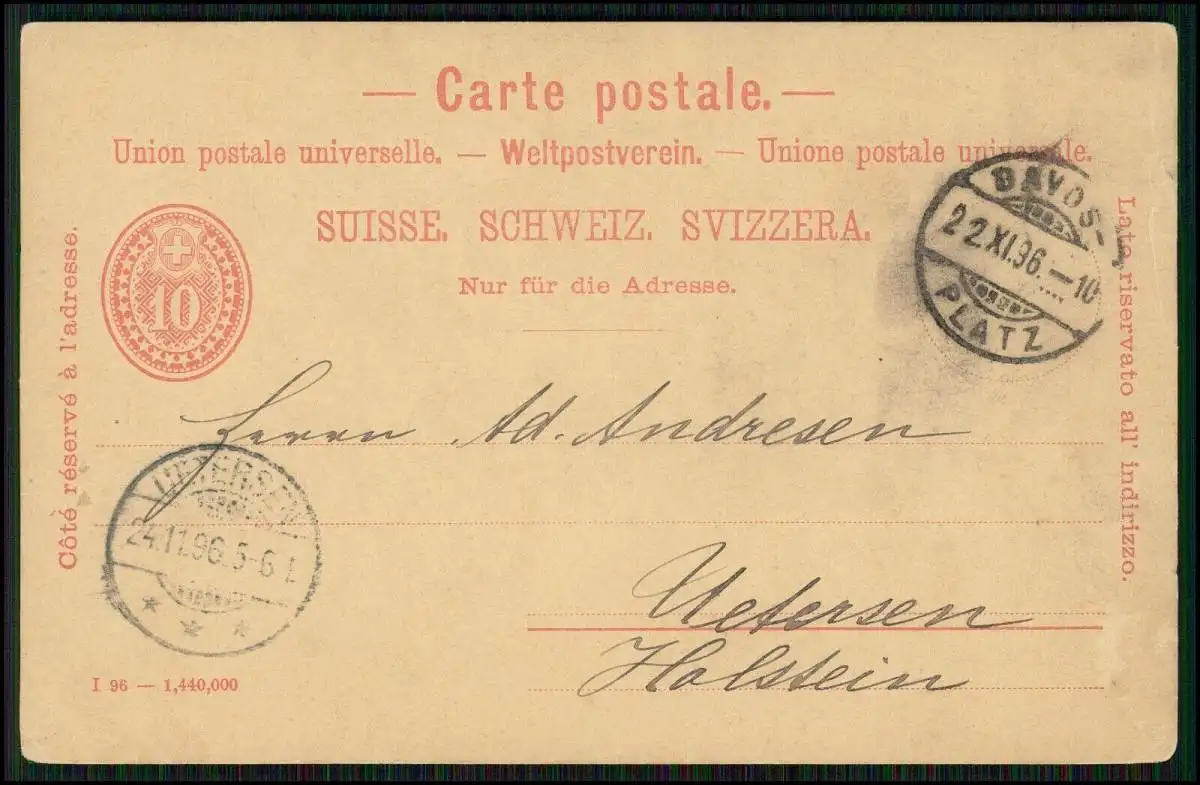 — Carte postale. —
Union postale universelle. — Weltpostverein. — Unione postale universale.
SUISSE. SCHWEIZ. SVIZZERA.
Nur für die Adresse.
10
Côté réservé à l'adresse.
Lato riservato all' indirizzo.
DAVOS-
22.XI.96.—10
PLATZ
Herrn Ad. Andresen
UETERSEN
24.11.96.5-6
Uetersen
Holstein
I 96 — 1,440,000